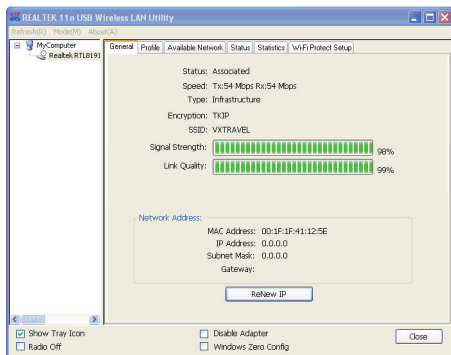 REALTEK 11n USB Wireless LAN Utility
Refresh(R) Mode(M) About(A)
MyComputer
Realtek RTL8191
General Profile Available Network Status Statistics Wi-Fi Protect Setup
Status: Associated
Speed: Tx:54 Mbps Rx:54 Mbps
Type: Infrastructure
Encryption: TKIP
SSID: VXTRAVEL
Signal Strength: 98%
Link Quality: 99%
Network Address:
MAC Address: 00:1F:1F:41:12:5E
IP Address: 0.0.0.0
Subnet Mask: 0.0.0.0
Gateway:
ReNew IP
Show Tray Icon Disable Adapter
Radio Off Windows Zero Config
Close